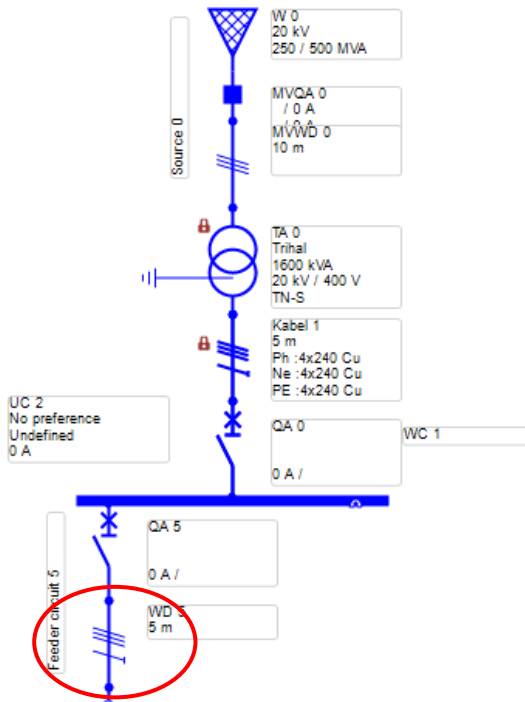 W 0
20 kV
250 / 500 MVA
Source 0
MVQA 0
/ 0 A
MVWD 0
10 m
TA 0
Trihal
1600 kVA
20 kV / 400 V
TN-S
Kabel 1
5 m
Ph :4x240 Cu
Ne :4x240 Cu
PE :4x240 Cu
UC 2
No preference
Undefined
0 A
QA 0
0 A /
WC 1
QA 5
0 A /
Feeder circuit 5
WD 5
5 m